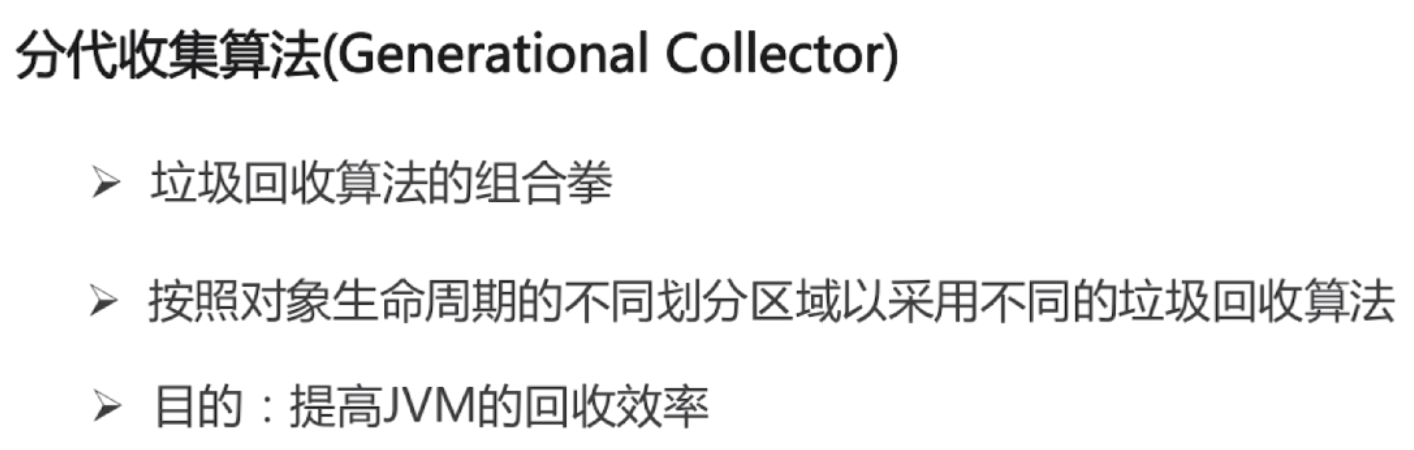 分代收集算法(Generational Collector)
➢ 垃圾回收算法的组合拳
➢ 按照对象生命周期的不同划分区域以采用不同的垃圾回收算法
➢ 目的：提高JVM的回收效率